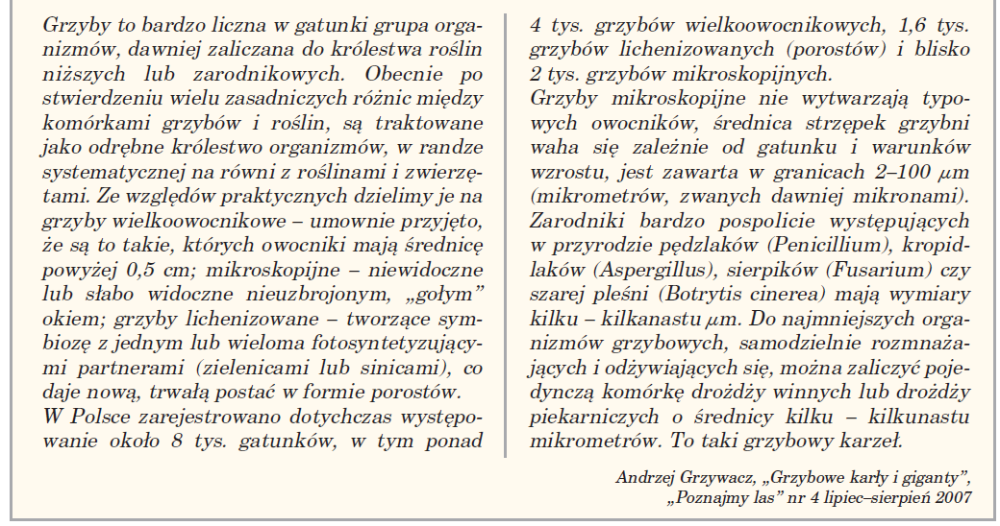 Grzyby to bardzo liczna w gatunki grupa orga-
nizmów, dawniej zaliczana do królestwa roślin
niższych lub zarodnikowych. Obecnie po
stwierdzeniu wielu zasadniczych różnic między
komórkami grzybów i roślin, są traktowane
jako odrębne królestwo organizmów, w randze
systematycznej na równi z roślinami i zwierzę-
tami. Ze względów praktycznych dzielimy je na
grzyby wielkoowocnikowe – umownie przyjęto,
że są to takie, których owocniki mają średnicę
powyżej 0,5 cm; mikroskopijne – niewidoczne
lub słabo widoczne nieuzbrojonym, „gołym”
okiem; grzyby lichenizowane – tworzące sym-
biozę z jednym lub wieloma fotosyntetyzujący-
mi partnerami (zielenicami lub sinicami), co
daje nową, trwałą postać w formie porostów.
W Polsce zarejestrowano dotychczas występo-
wanie około 8 tys. gatunków, w tym ponad
4 tys. grzybów wielkoowocnikowych, 1,6 tys.
grzybów lichenizowanych (porostów) i blisko
2 tys. grzybów mikroskopijnych.
Grzyby mikroskopijne nie wytwarzają typo-
wych owocników, średnica strzępek grzybni
waha się zależnie od gatunku i warunków
wzrostu, jest zawarta w granicach 2–100 μm
(mikrometrów, zwanych dawniej mikronami).
Zarodniki bardzo pospolicie występujących
w przyrodzie pędzlaków (Penicillium), kropid-
laków (Aspergillus), sierpików (Fusarium) czy
szarej pleśni (Botrytis cinerea) mają wymiary
kilku – kilkanastu μm. Do najmniejszych orga-
nizmów grzybowych, samodzielnie rozmnaża-
jących i odżywiających się, można zaliczyć poje-
dynczą komórkę drożdży winnych lub drożdży
piekarniczych o średnicy kilku – kilkunastu
mikrometrów. To taki grzybowy karzeł.
Andrzej Grzywacz, „Grzybowe karły i giganty”,
„Poznajmy las” nr 4 lipiec–sierpień 2007